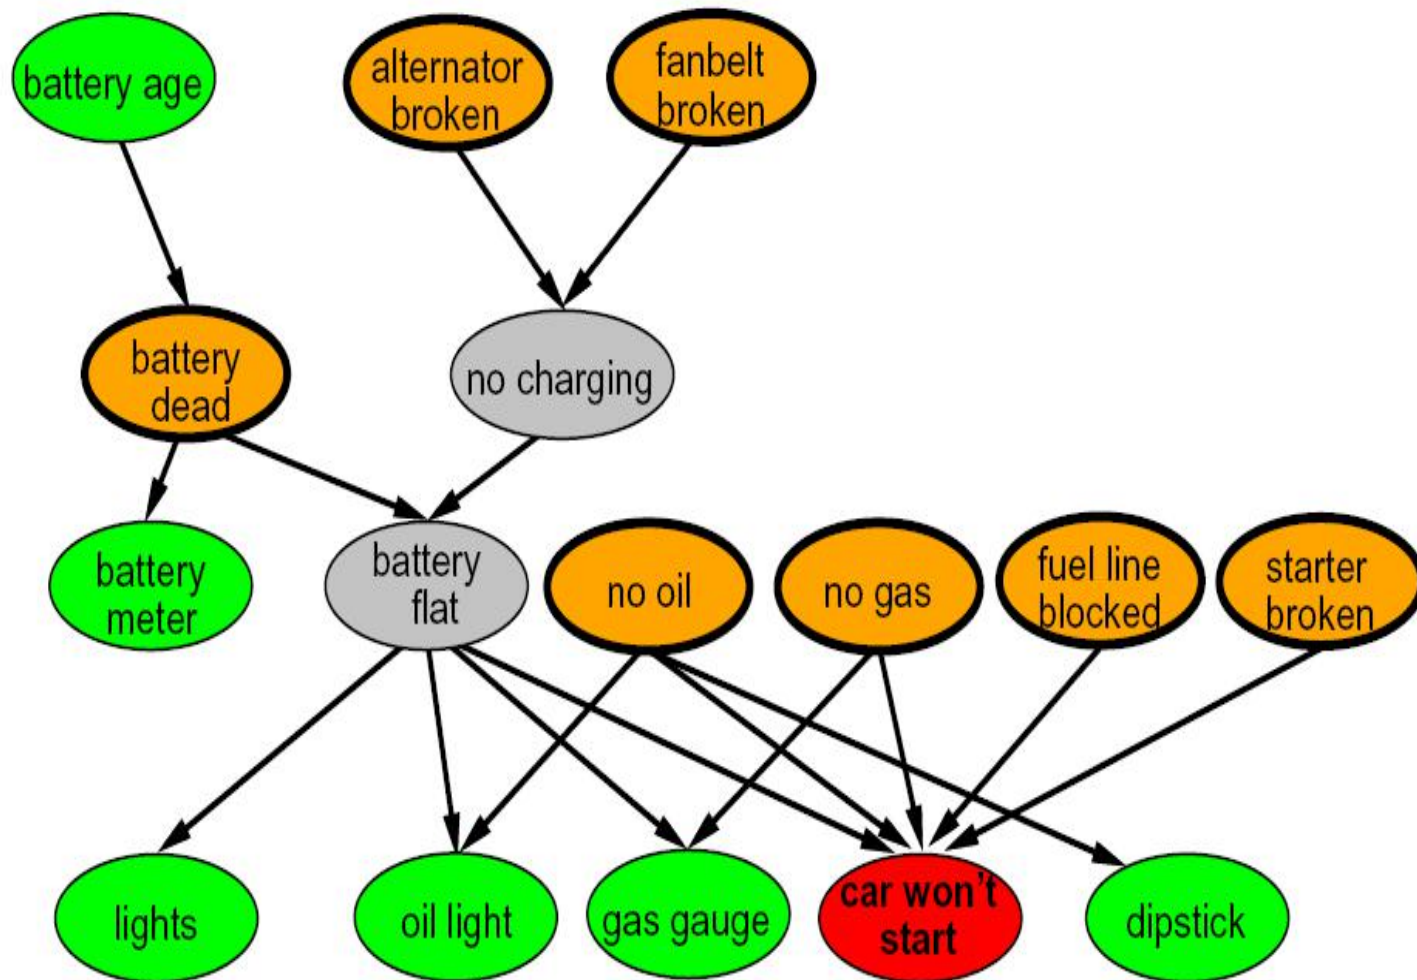 battery age
alternator
broken
fanbelt
broken
battery
dead
no charging
battery
meter
battery
flat
no oil
no gas
fuel line
blocked
starter
broken
lights
oil light
gas gauge
car won't
start
dipstick